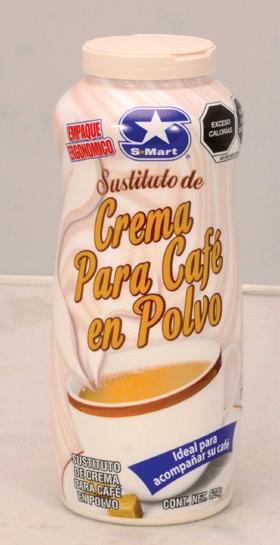 S-Mart
EXCESO
CALORÍAS
EMPAQUE
ERGONOMICO
Sustituto de
Crema
Para Café
en Polvo
Ideal para
acompañar su café
SUSTITUTO
DE CREMA
PARA CAFÉ
EN POLVO
CONT. NET.